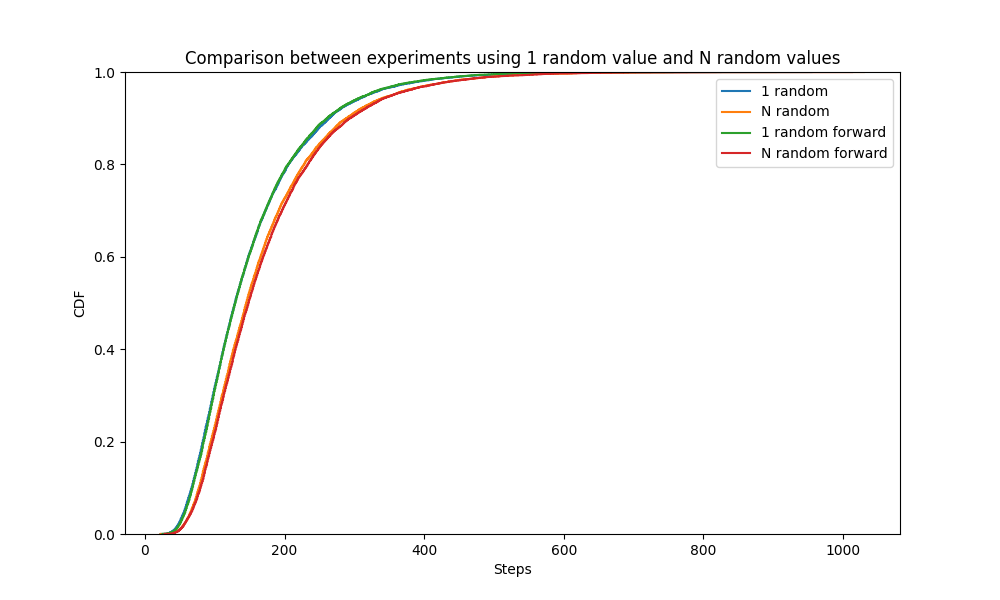 Comparison between experiments using 1 random value and N random values
1.0
0.8
0.6
0.4
0.2
0.0
CDF
1 random
N random
1 random forward
N random forward
0
200
400
600
800
1000
Steps